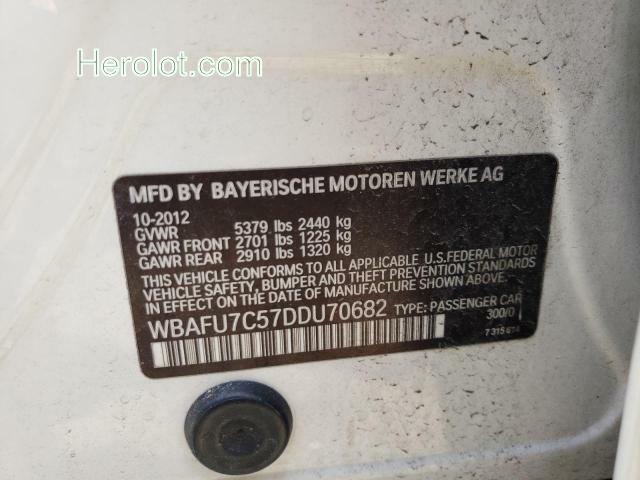 Herolot.com
MFD BY BAYERISCHE MOTOREN WERKE AG
10-2012
GVWR 5379 lbs 2440 kg
GAWR FRONT 2701 lbs 1225 kg
GAWR REAR 2910 lbs 1320 kg
THIS VEHICLE CONFORMS TO ALL APPLICABLE U.S.FEDERAL MOTOR
VEHICLE SAFETY, BUMPER, AND THEFT PREVENTION STANDARDS
IN EFFECT ON THE DATE OF MANUFACTURE SHOWN ABOVE.
WBAFU7C57DDU70682 TYPE: PASSENGER CAR
300/0
7 315 614